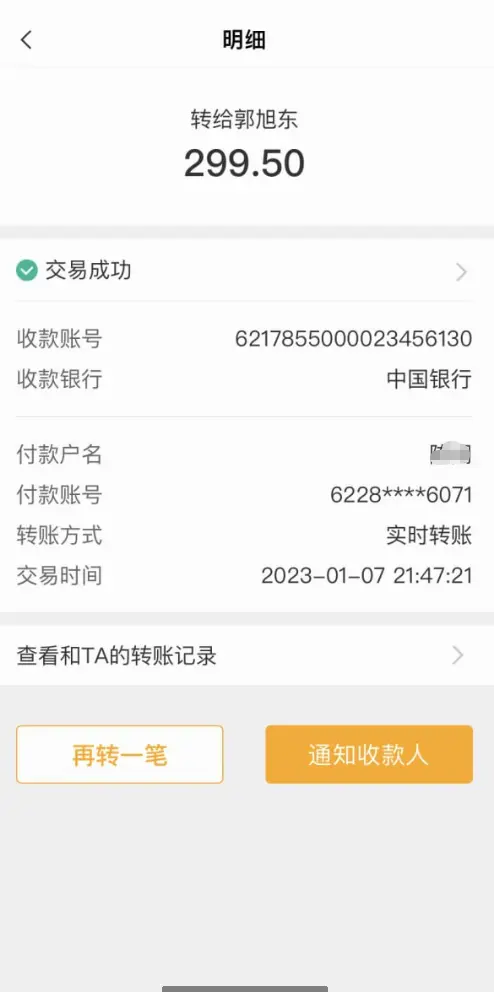 明细
转给郭旭东
299.50
交易成功
收款账号 6217855000023456130
收款银行 中国银行
付款户名
付款账号 6228****6071
转账方式 实时转账
交易时间 2023-01-07 21:47:21
查看和TA的转账记录
再转一笔 通知收款人